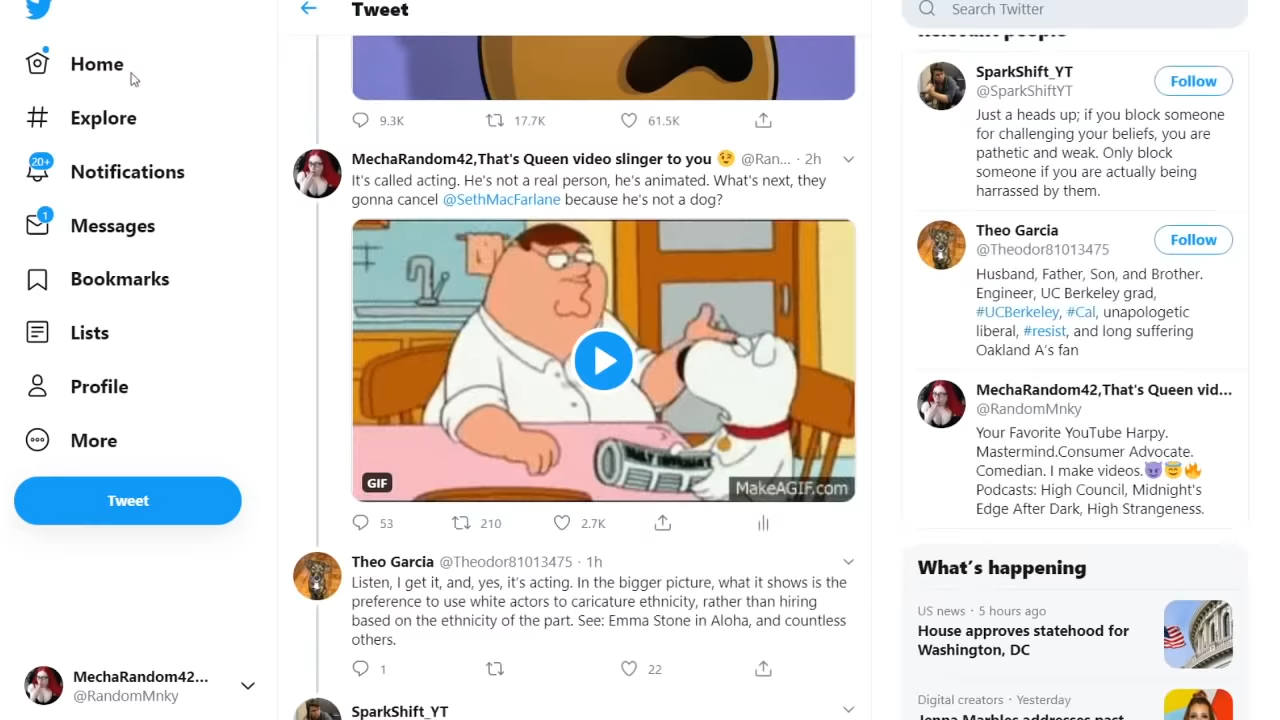 Home
Explore
20+
Notifications
1
Messages
Bookmarks
Lists
Profile
More
Tweet
MechaRandom42...
@RandomMnky
Tweet
9.3K 17.7K 61.5K
MechaRandom42,That's Queen video slinger to you 😉 @Ran... · 2h
It's called acting. He's not a real person, he's animated. What's next, they
gonna cancel @SethMacFarlane because he's not a dog?
GIF
MakeAGIF.com
53 210 2.7K
Theo Garcia @Theodor81013475 · 1h
Listen, I get it, and, yes, it's acting. In the bigger picture, what it shows is the
preference to use white actors to caricature ethnicity, rather than hiring
based on the ethnicity of the part. See: Emma Stone in Aloha, and countless
others.
1 22
SparkShift_YT
Search Twitter
Relevant people
SparkShift_YT
@SparkShiftYT
Follow
Just a heads up; if you block someone
for challenging your beliefs, you are
pathetic and weak. Only block
someone if you are actually being
harrassed by them.
Theo Garcia
@Theodor81013475
Follow
Husband, Father, Son, and Brother.
Engineer, UC Berkeley grad,
#UCBerkeley, #Cal, unapologetic
liberal, #resist, and long suffering
Oakland A's fan
MechaRandom42,That's Queen vid...
@RandomMnky
Your Favorite YouTube Harpy.
Mastermind.Consumer Advocate.
Comedian. I make videos.😈😇🔥
Podcasts: High Council, Midnight's
Edge After Dark, High Strangeness.
What's happening
US news · 5 hours ago
House approves statehood for
Washington, DC
Digital creators · Yesterday
Jenna Marbles addresses past